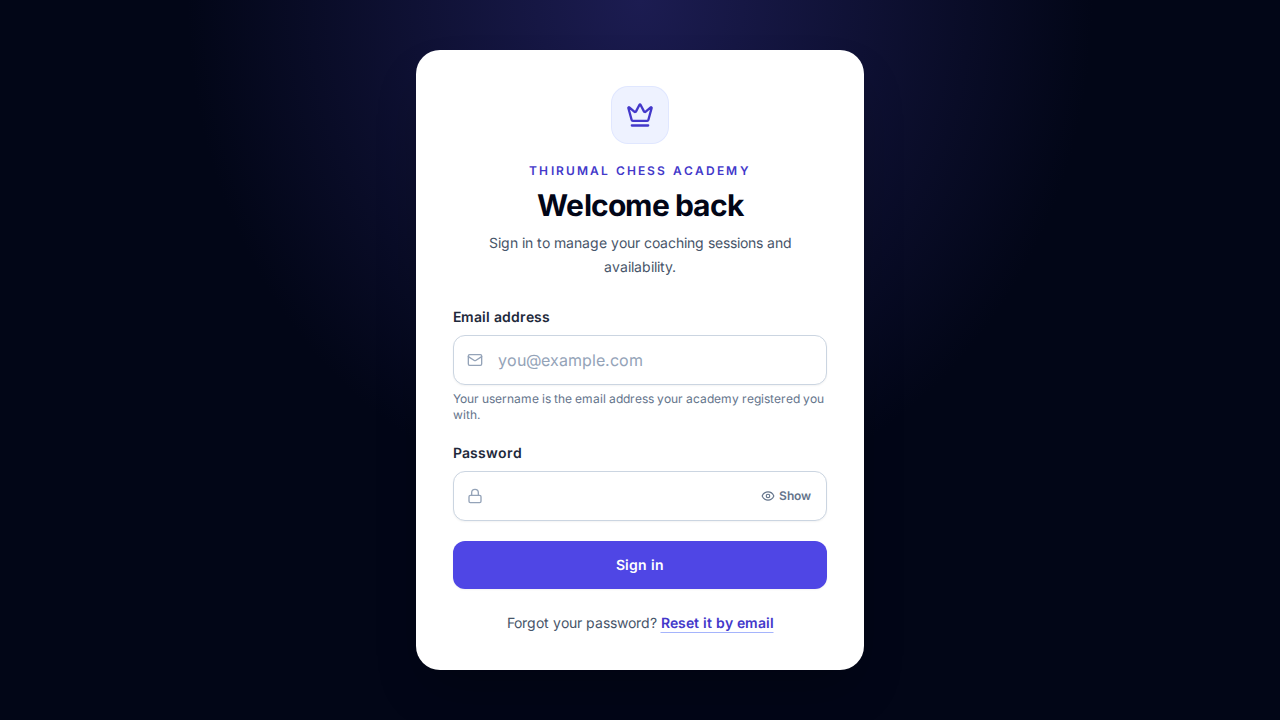 THIRUMAL CHESS ACADEMY
Welcome back
Sign in to manage your coaching sessions and
availability.
Email address
you@example.com
Your username is the email address your academy registered you
with.
Password
Show
Sign in
Forgot your password? Reset it by email